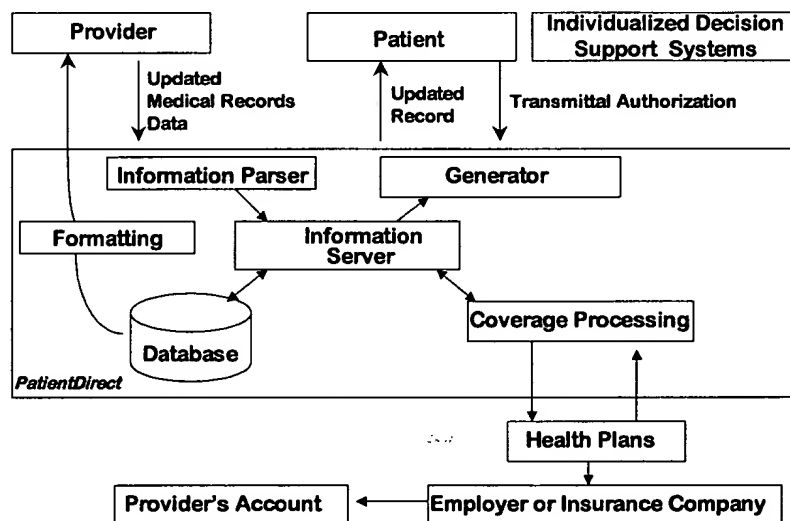 Provider
Patient
Individualized Decision
Support Systems
Updated
Medical Records
Data
Updated
Record
Transmittal Authorization
Information Parser
Generator
Formatting
Information
Server
Database
Coverage Processing
PatientDirect
Health Plans
Provider's Account
Employer or Insurance Company